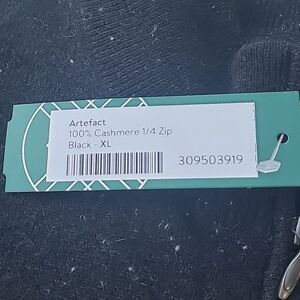 Artefact
100% Cashmere 1/4 Zip
Black - XL
309503919